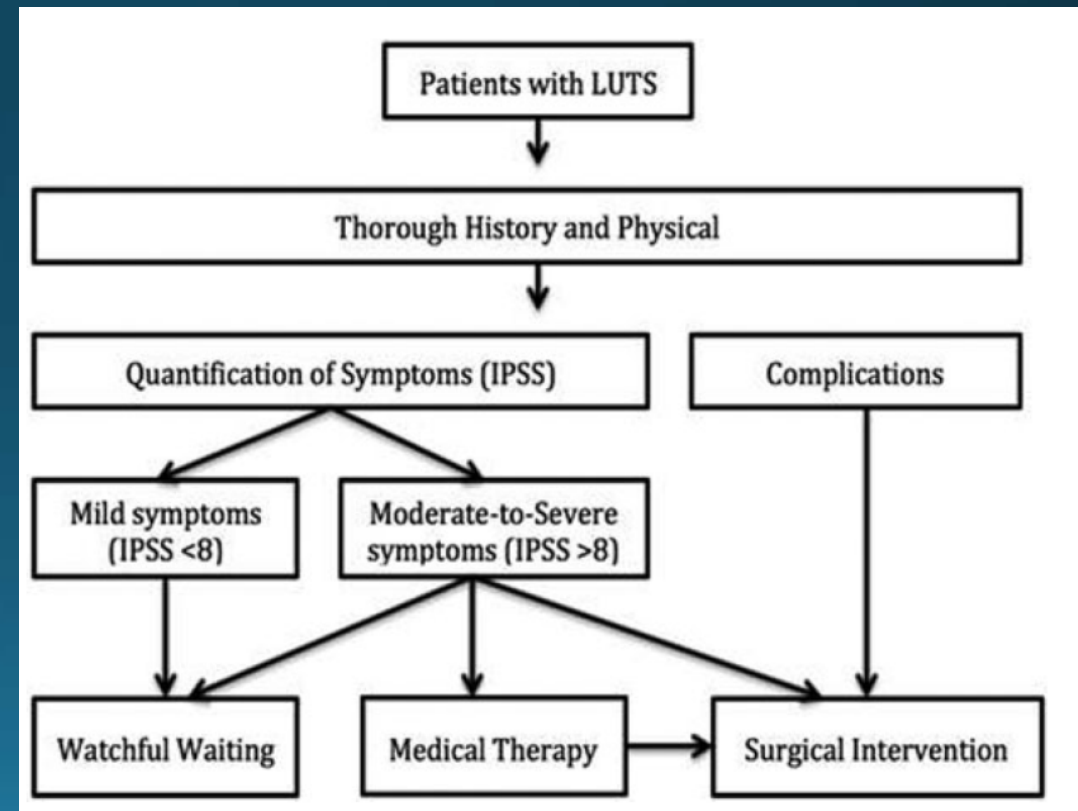 Patients with LUTS
Thorough History and Physical
Quantification of Symptoms (IPSS)
Complications
Mild symptoms
(IPSS <8)
Moderate-to-Severe
symptoms (IPSS >8)
Watchful Waiting
Medical Therapy
Surgical Intervention